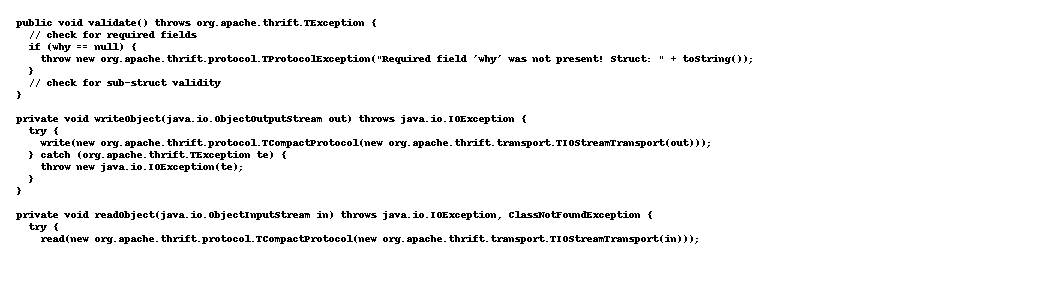 public void validate() throws org.apache.thrift.TException {
  // check for required fields
  if (why == null) {
    throw new org.apache.thrift.protocol.TProtocolException("Required field 'why' was not present! Struct: " + toString());
  }
  // check for sub-struct validity
}

private void writeObject(java.io.ObjectOutputStream out) throws java.io.IOException {
  try {
    write(new org.apache.thrift.protocol.TCompactProtocol(new org.apache.thrift.transport.TIOStreamTransport(out)));
  } catch (org.apache.thrift.TException te) {
    throw new java.io.IOException(te);
  }
}

private void readObject(java.io.ObjectInputStream in) throws java.io.IOException, ClassNotFoundException {
  try {
    read(new org.apache.thrift.protocol.TCompactProtocol(new org.apache.thrift.transport.TIOStreamTransport(in)));